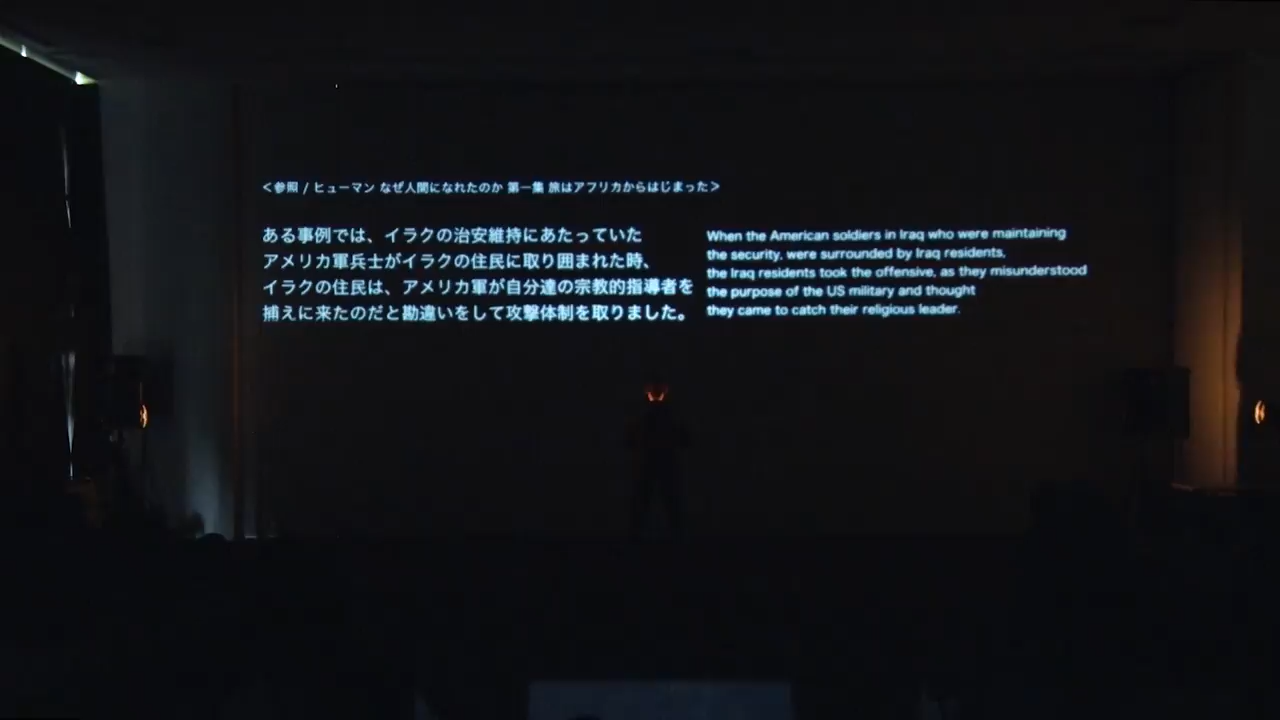 <参照 / ヒューマン なぜ人間になれたのか 第一集 旅はアフリカからはじまった>
ある事例では、イラクの治安維持にあたっていた
アメリカ軍兵士がイラクの住民に取り囲まれた時、
イラクの住民は、アメリカ軍が自分達の宗教的指導者を
捕えに来たのだと勘違いをして攻撃体制を取りました。
When the American soldiers in Iraq who were maintaining
the security, were surrounded by Iraq residents,
the Iraq residents took the offensive, as they misunderstood
the purpose of the US military and thought
they came to catch their religious leader.